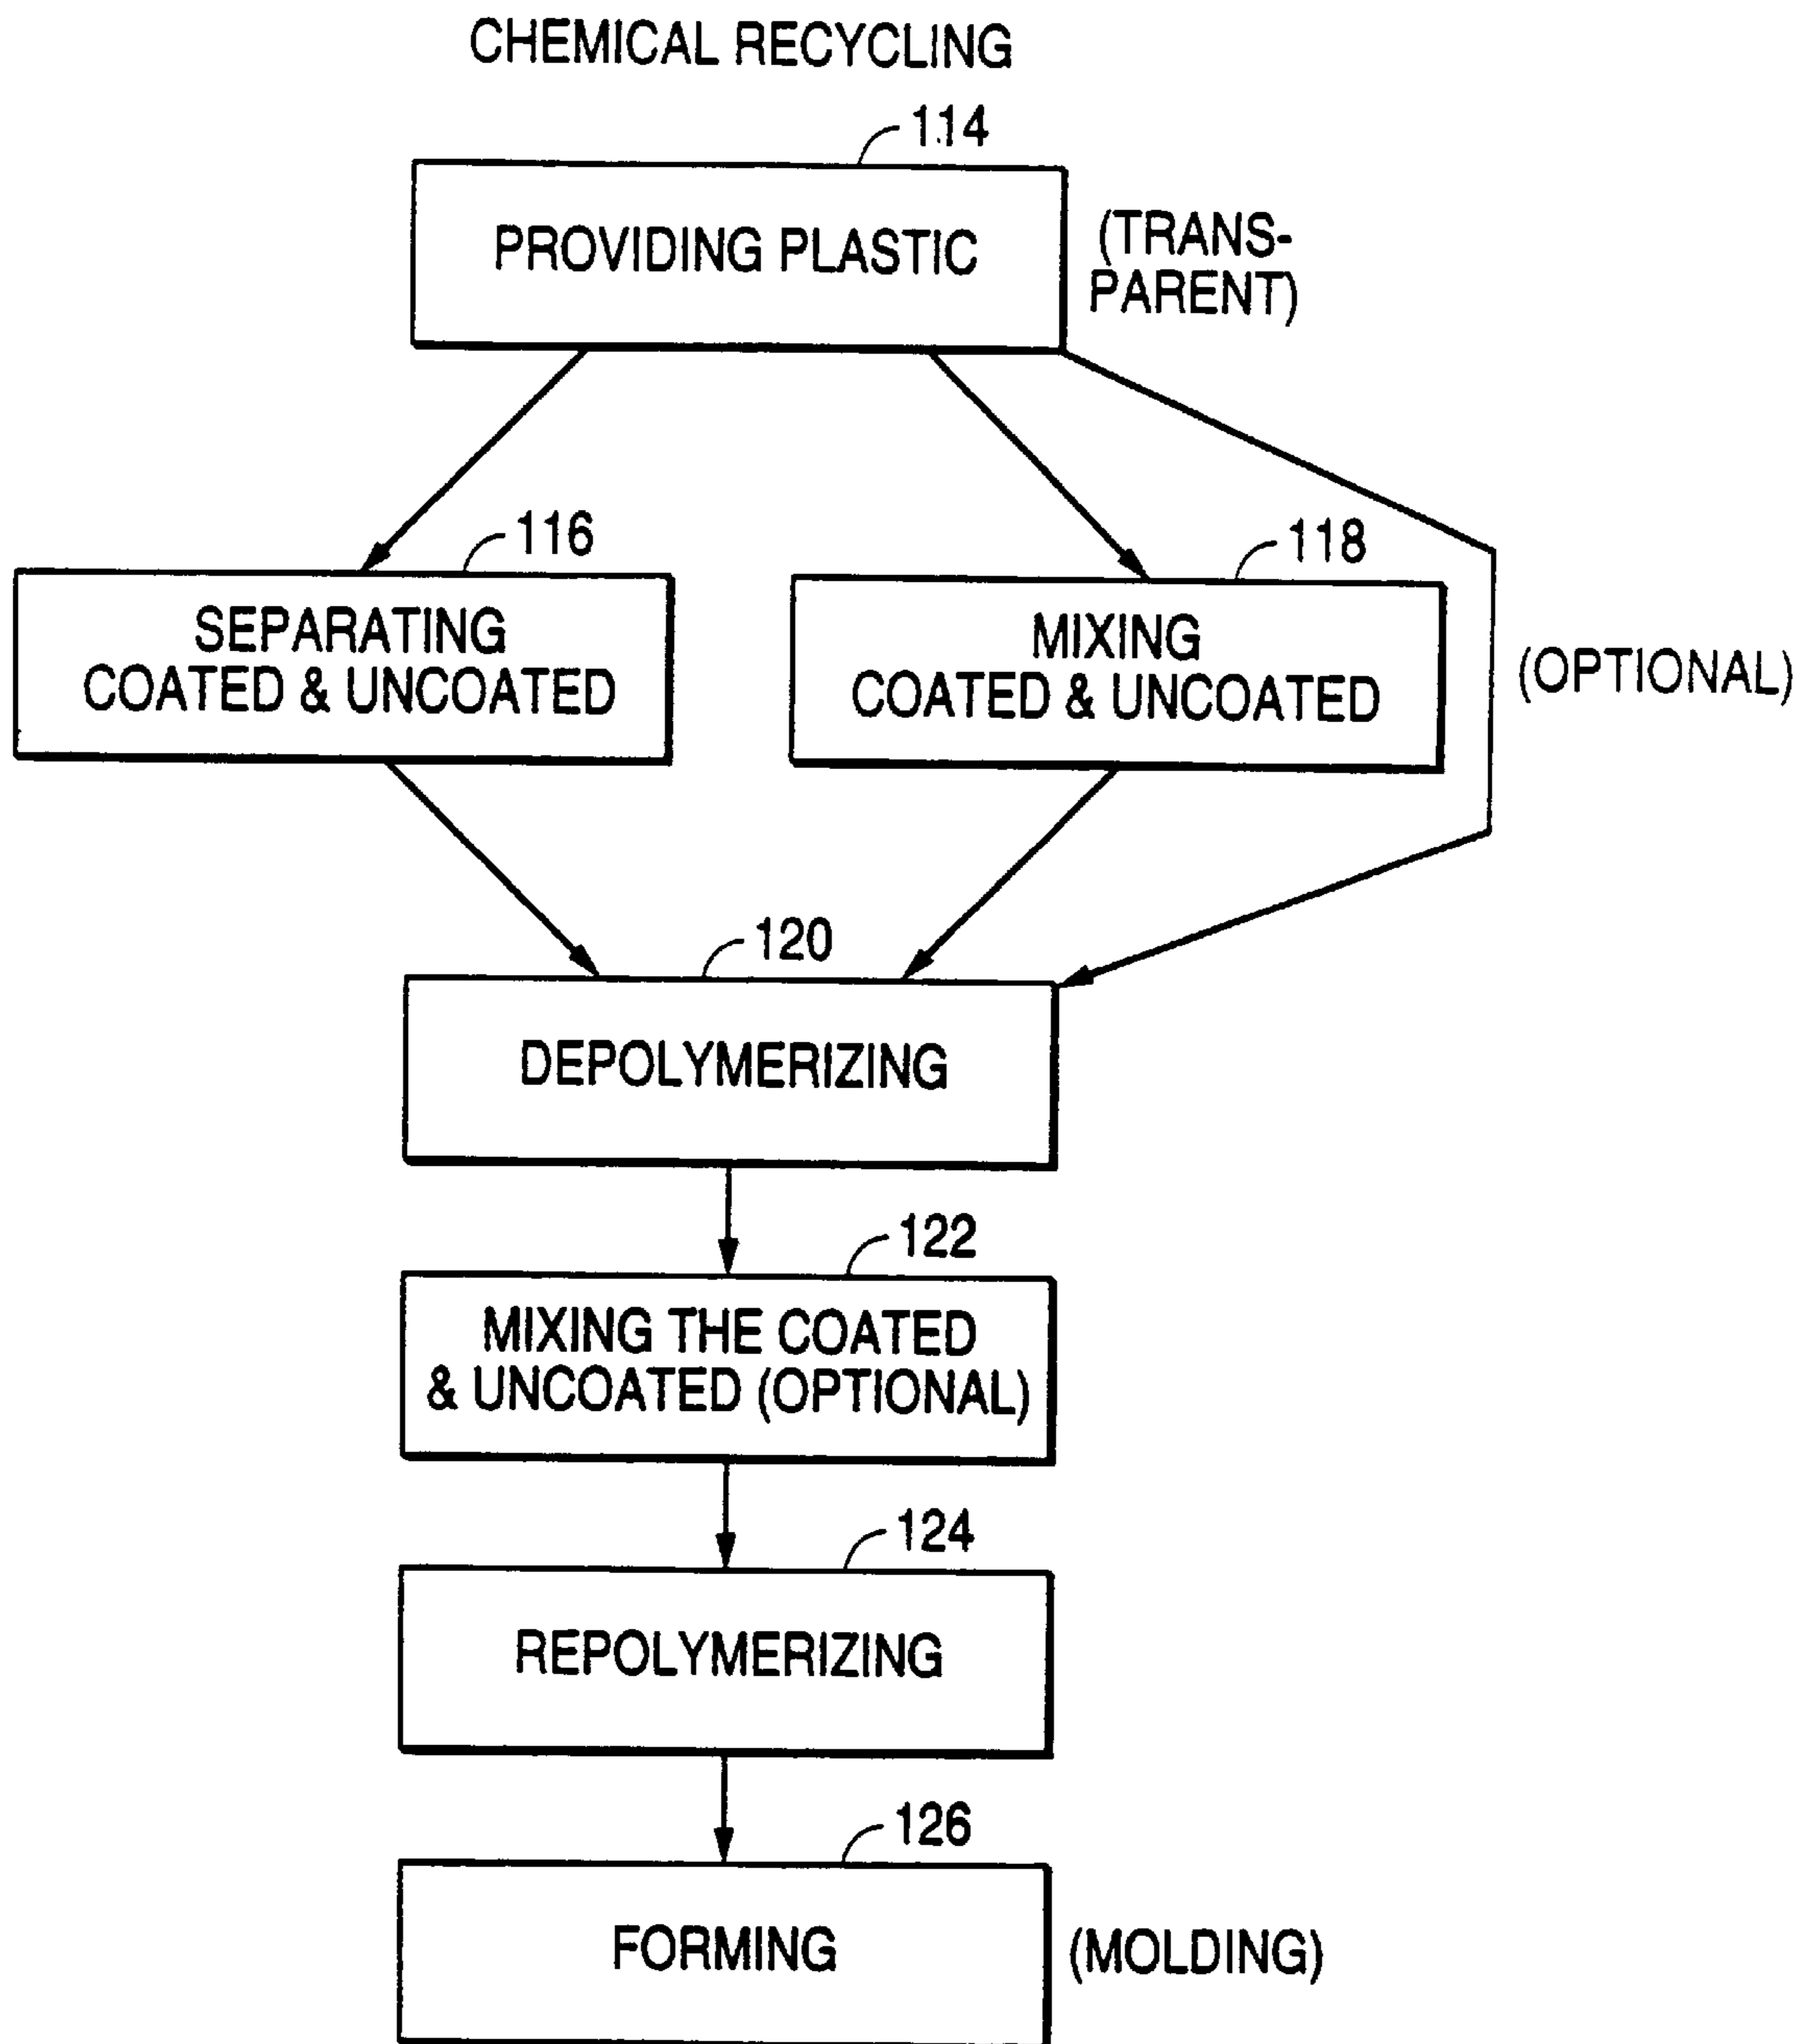 CHEMICAL RECYCLING
114
PROVIDING PLASTIC
(TRANS-
PARENT)
116
SEPARATING
COATED & UNCOATED
118
MIXING
COATED & UNCOATED
(OPTIONAL)
120
DEPOLYMERIZING
122
MIXING THE COATED
& UNCOATED (OPTIONAL)
124
REPOLYMERIZING
126
FORMING
(MOLDING)